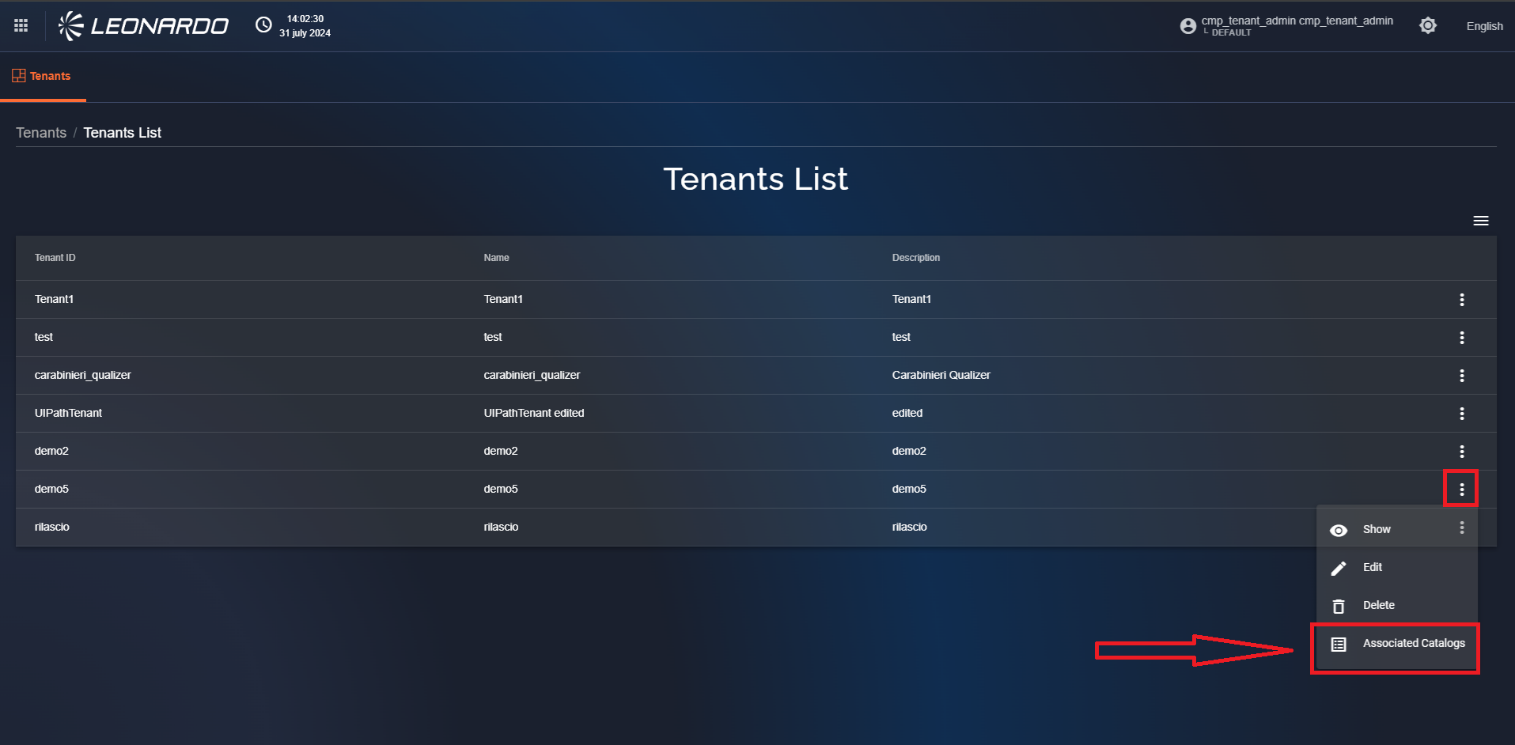 LEONARDO
14:02:30
31 july 2024
cmp_tenant_admin cmp_tenant_admin
└ DEFAULT
English
Tenants
Tenants / Tenants List
Tenants List
Tenant ID Name Description
Tenant1 Tenant1 Tenant1
test test test
carabinieri_qualizer carabinieri_qualizer Carabinieri Qualizer
UIPathTenant UIPathTenant edited edited
demo2 demo2 demo2
demo5 demo5 demo5
rilascio rilascio rilascio
Show
Edit
Delete
Associated Catalogs